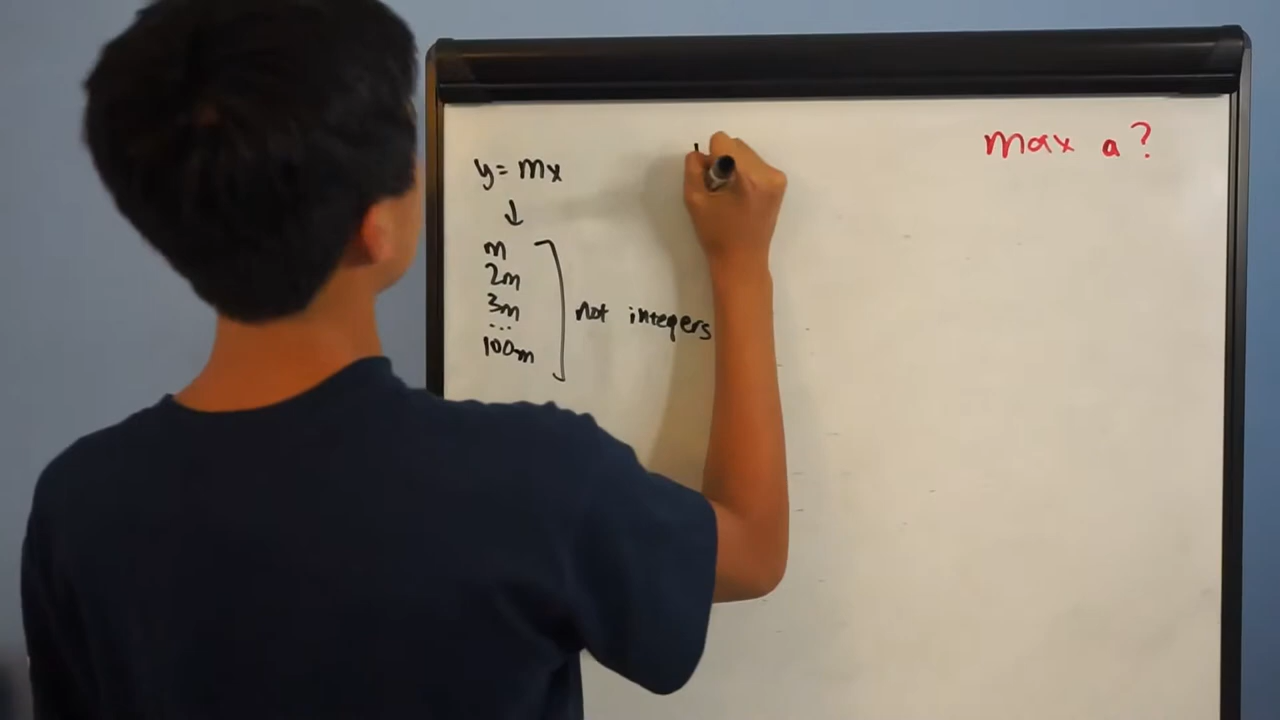 y = mx
↓
m
2m
3m
...
100m
not integers
max a?